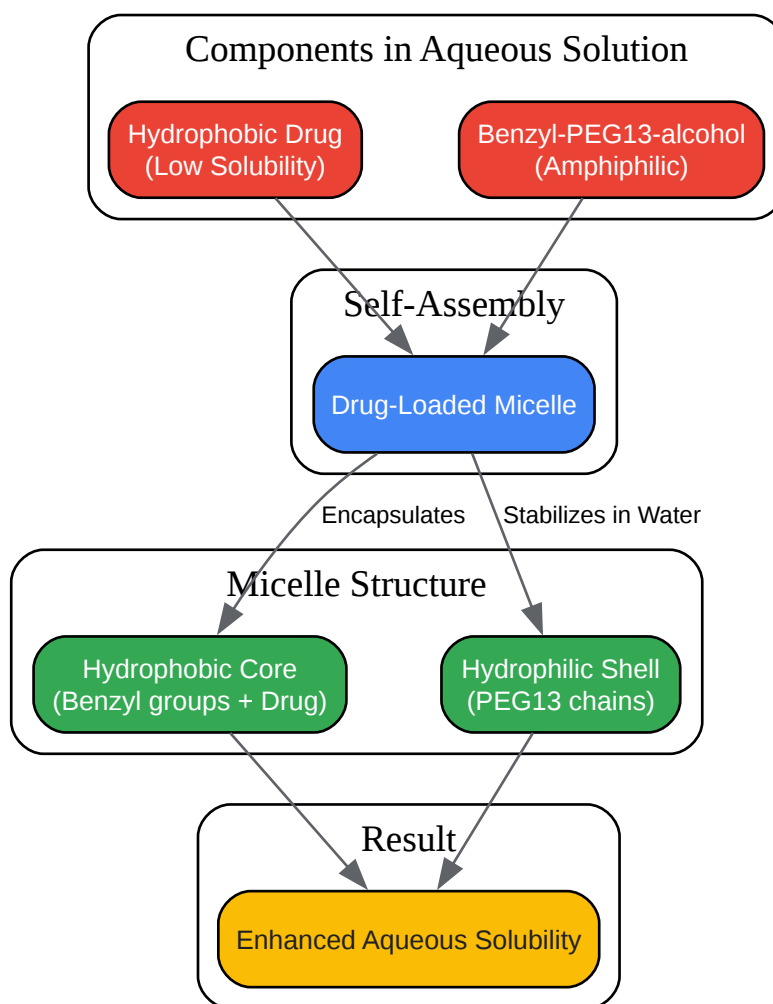 Components in Aqueous Solution
Hydrophobic Drug
(Low Solubility)
Benzyl-PEG13-alcohol
(Amphiphilic)
Self-Assembly
Drug-Loaded Micelle
Encapsulates
Stabilizes in Water
Micelle Structure
Hydrophobic Core
(Benzyl groups + Drug)
Hydrophilic Shell
(PEG13 chains)
Result
Enhanced Aqueous Solubility